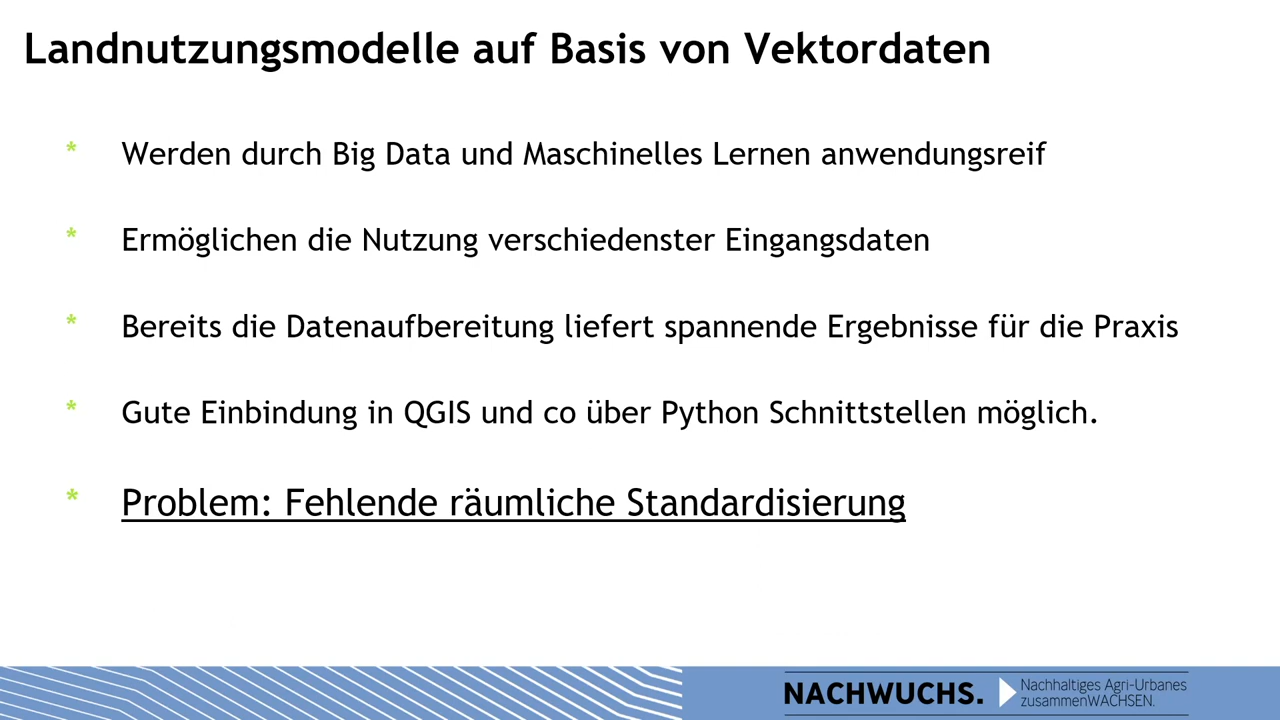 Landnutzungsmodelle auf Basis von Vektordaten
* Werden durch Big Data und Maschinelles Lernen anwendungsreif
* Ermöglichen die Nutzung verschiedenster Eingangsdaten
* Bereits die Datenaufbereitung liefert spannende Ergebnisse für die Praxis
* Gute Einbindung in QGIS und co über Python Schnittstellen möglich.
* Problem: Fehlende räumliche Standardisierung
NACHWUCHS.
Nachhaltiges Agri-Urbanes
zusammenWACHSEN.